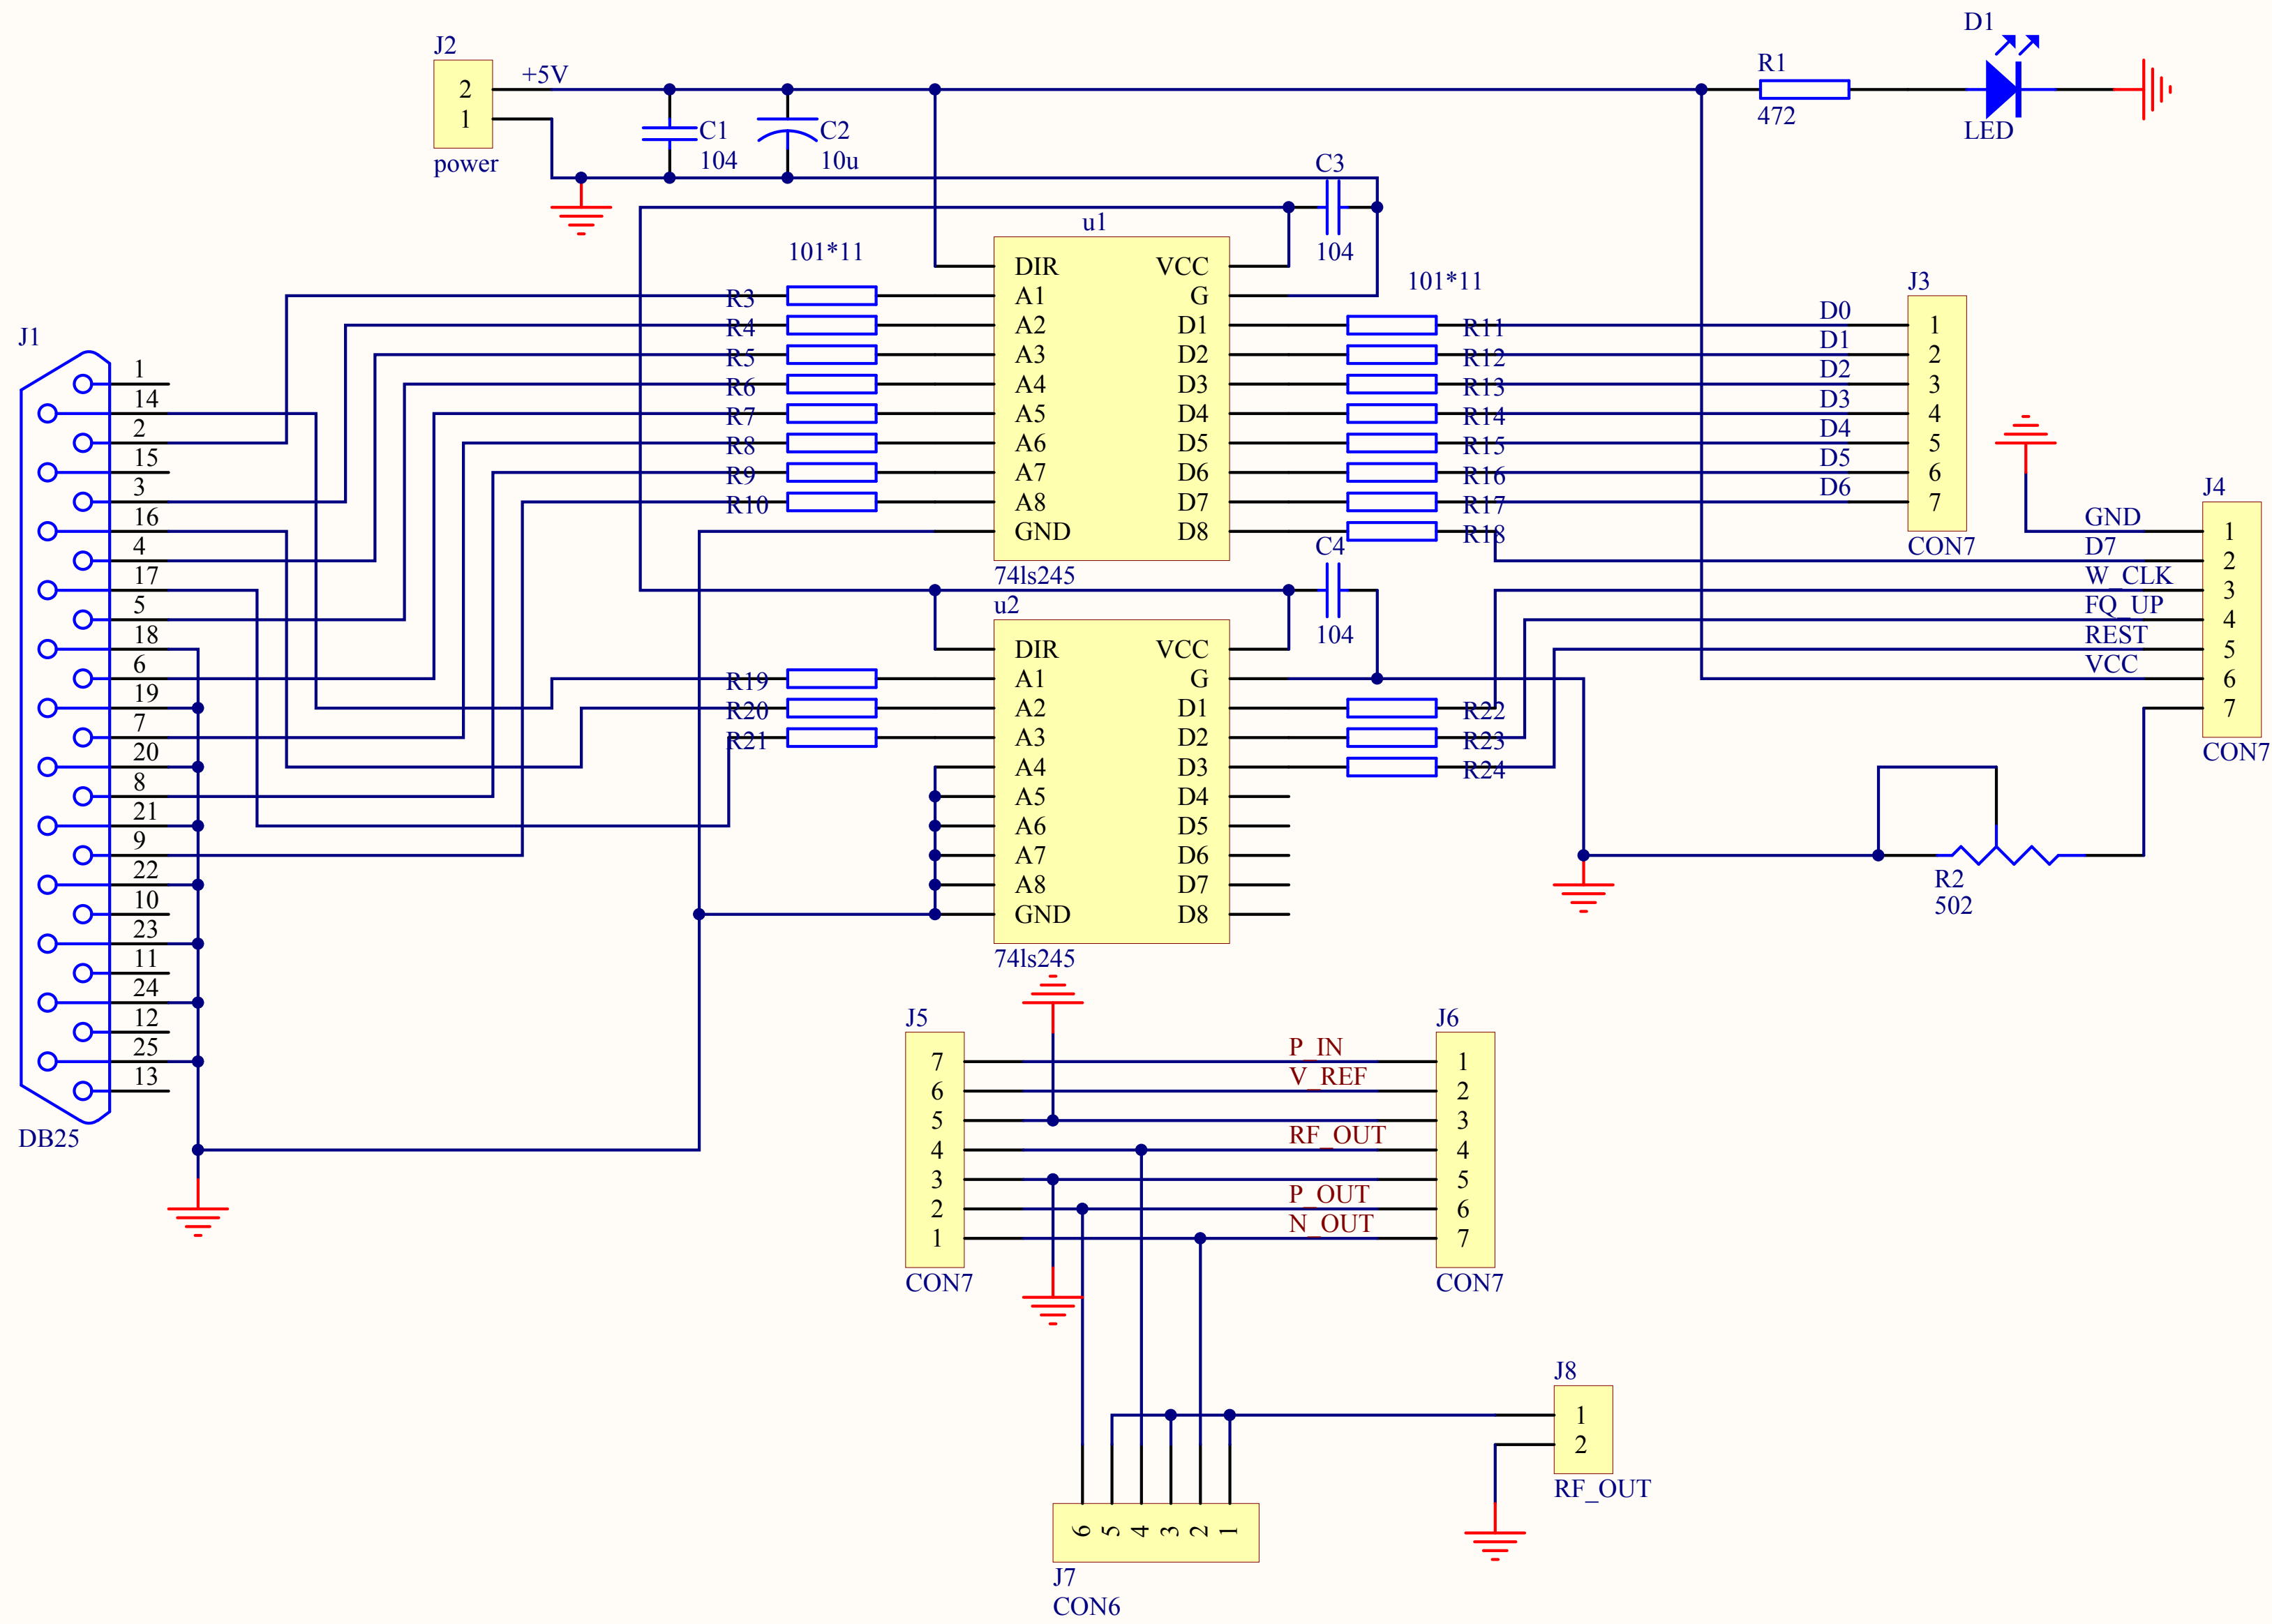 D1
J2
+5V
R1
2
1
C1
C2
472
LED
104
10u
power
C3
u1
101*11
104
DIR
VCC
101*11
J3
R3
A1
G
D0
R4
A2
D1
R11
1
J1
D1
R5
A3
D2
R12
2
D2
1
R6
A4
D3
R13
3
14
D3
R7
A5
D4
R14
4
2
D4
R8
A6
D5
R15
5
15
D5
R9
A7
D6
R16
6
3
D6
J4
R10
A8
D7
R17
7
16
GND
GND
D8
R18
1
4
C4
CON7
D7
2
17
74ls245
W_CLK
3
5
u2
FQ_UP
4
18
104
REST
DIR
VCC
5
6
VCC
R19
A1
G
6
19
R20
A2
D1
R22
7
7
R21
A3
D2
R23
CON7
20
A4
D3
R24
8
A5
D4
21
A6
D5
9
A7
D6
22
R2
A8
D7
10
502
GND
D8
23
74ls245
11
24
J5
J6
12
P_IN
25
7
1
13
V_REF
6
2
5
3
DB25
RF_OUT
4
4
3
5
P_OUT
2
6
N_OUT
1
7
CON7
CON7
J8
1
2
RF_OUT
6
5
4
3
2
1
J7
CON6